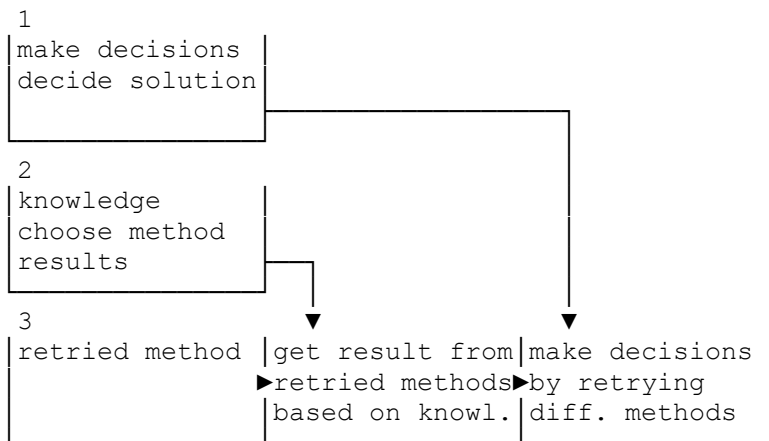 1
make decisions
decide solution
2
knowledge
choose method
results
3
retried method get result from make decisions
retried methods by retrying
based on knowl. diff. methods